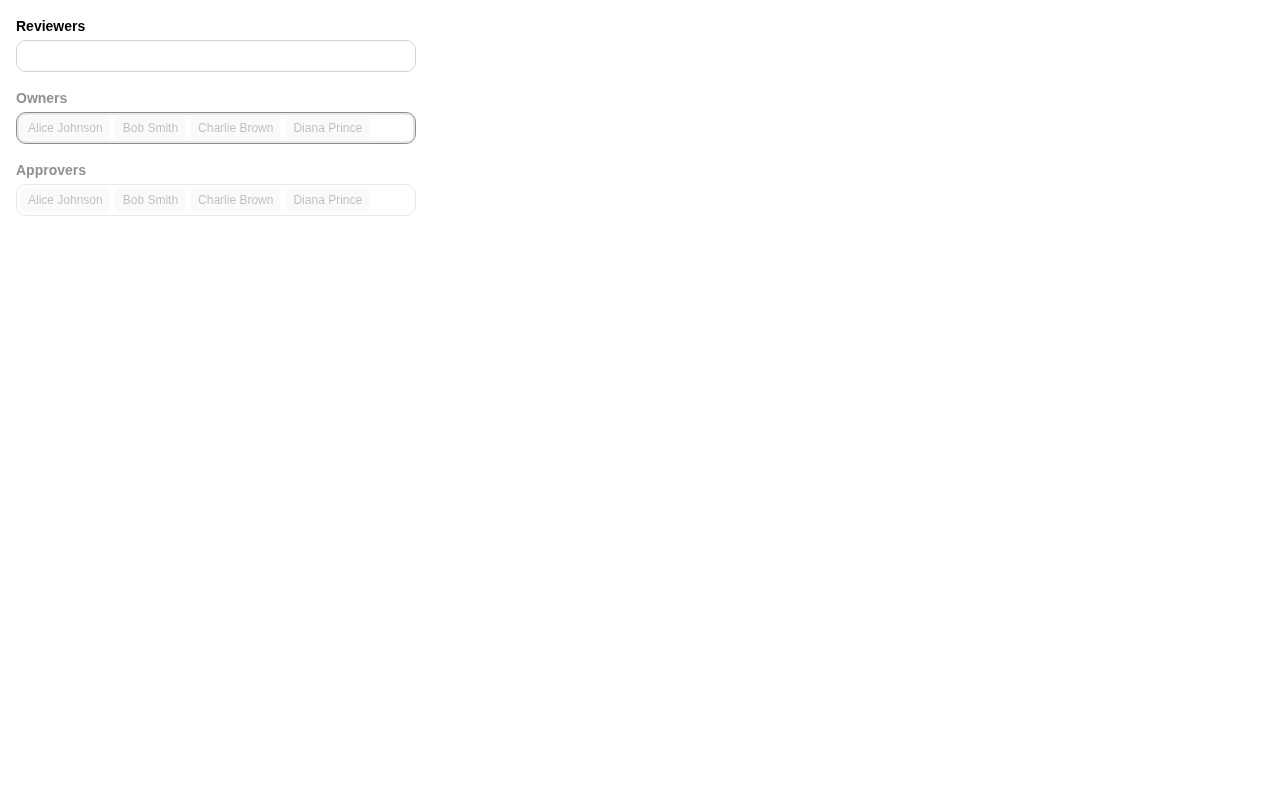 Reviewers
Owners
Alice Johnson Bob Smith Charlie Brown Diana Prince
Approvers
Alice Johnson Bob Smith Charlie Brown Diana Prince